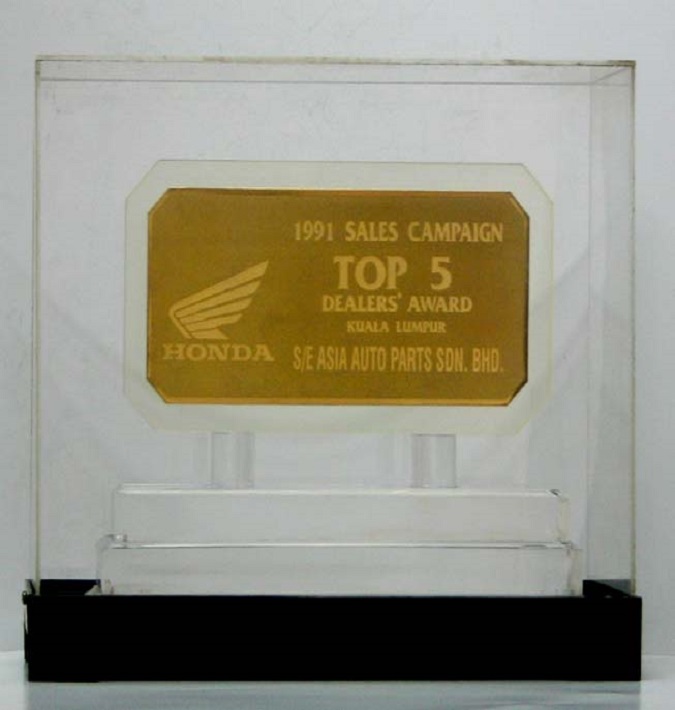 1991 SALES CAMPAIGN
TOP 5
DEALERS' AWARD
KUALA LUMPUR
HONDA
S/E ASIA AUTO PARTS SDN. BHD.